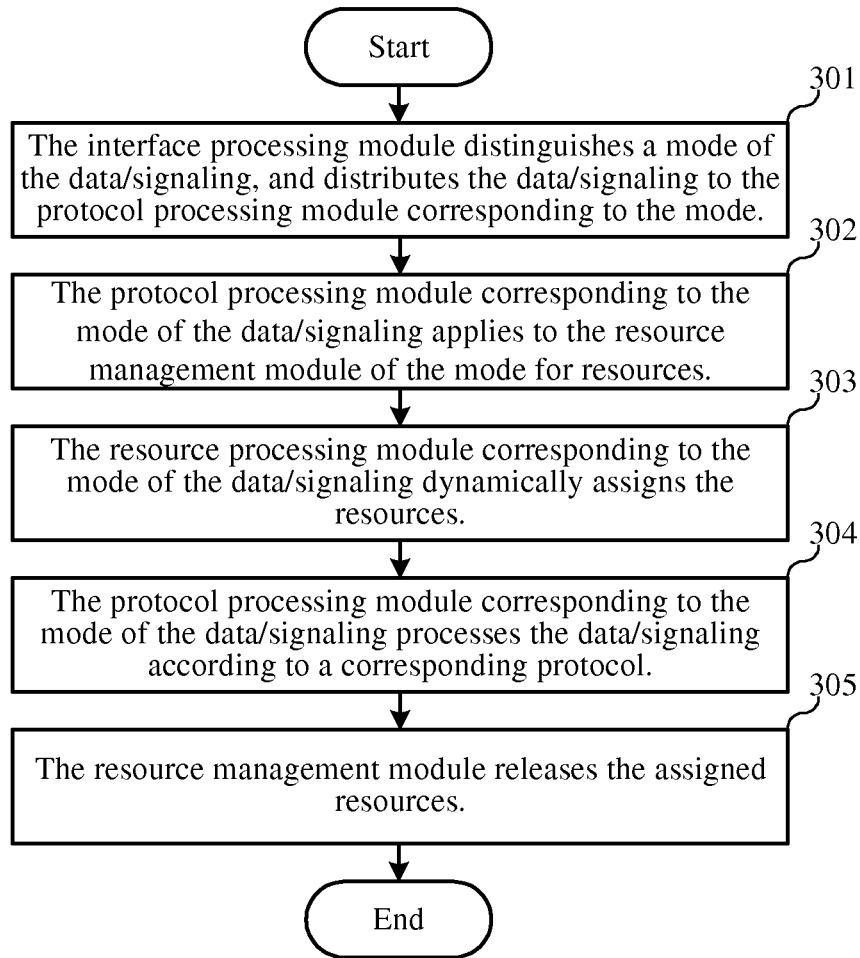 Start
301
The interface processing module distinguishes a mode of
the data/signaling, and distributes the data/signaling to the
protocol processing module corresponding to the mode.
302
The protocol processing module corresponding to the
mode of the data/signaling applies to the resource
management module of the mode for resources.
303
The resource processing module corresponding to the
mode of the data/signaling dynamically assigns the
resources.
304
The protocol processing module corresponding to the
mode of the data/signaling processes the data/signaling
according to a corresponding protocol.
305
The resource management module releases the assigned
resources.
End